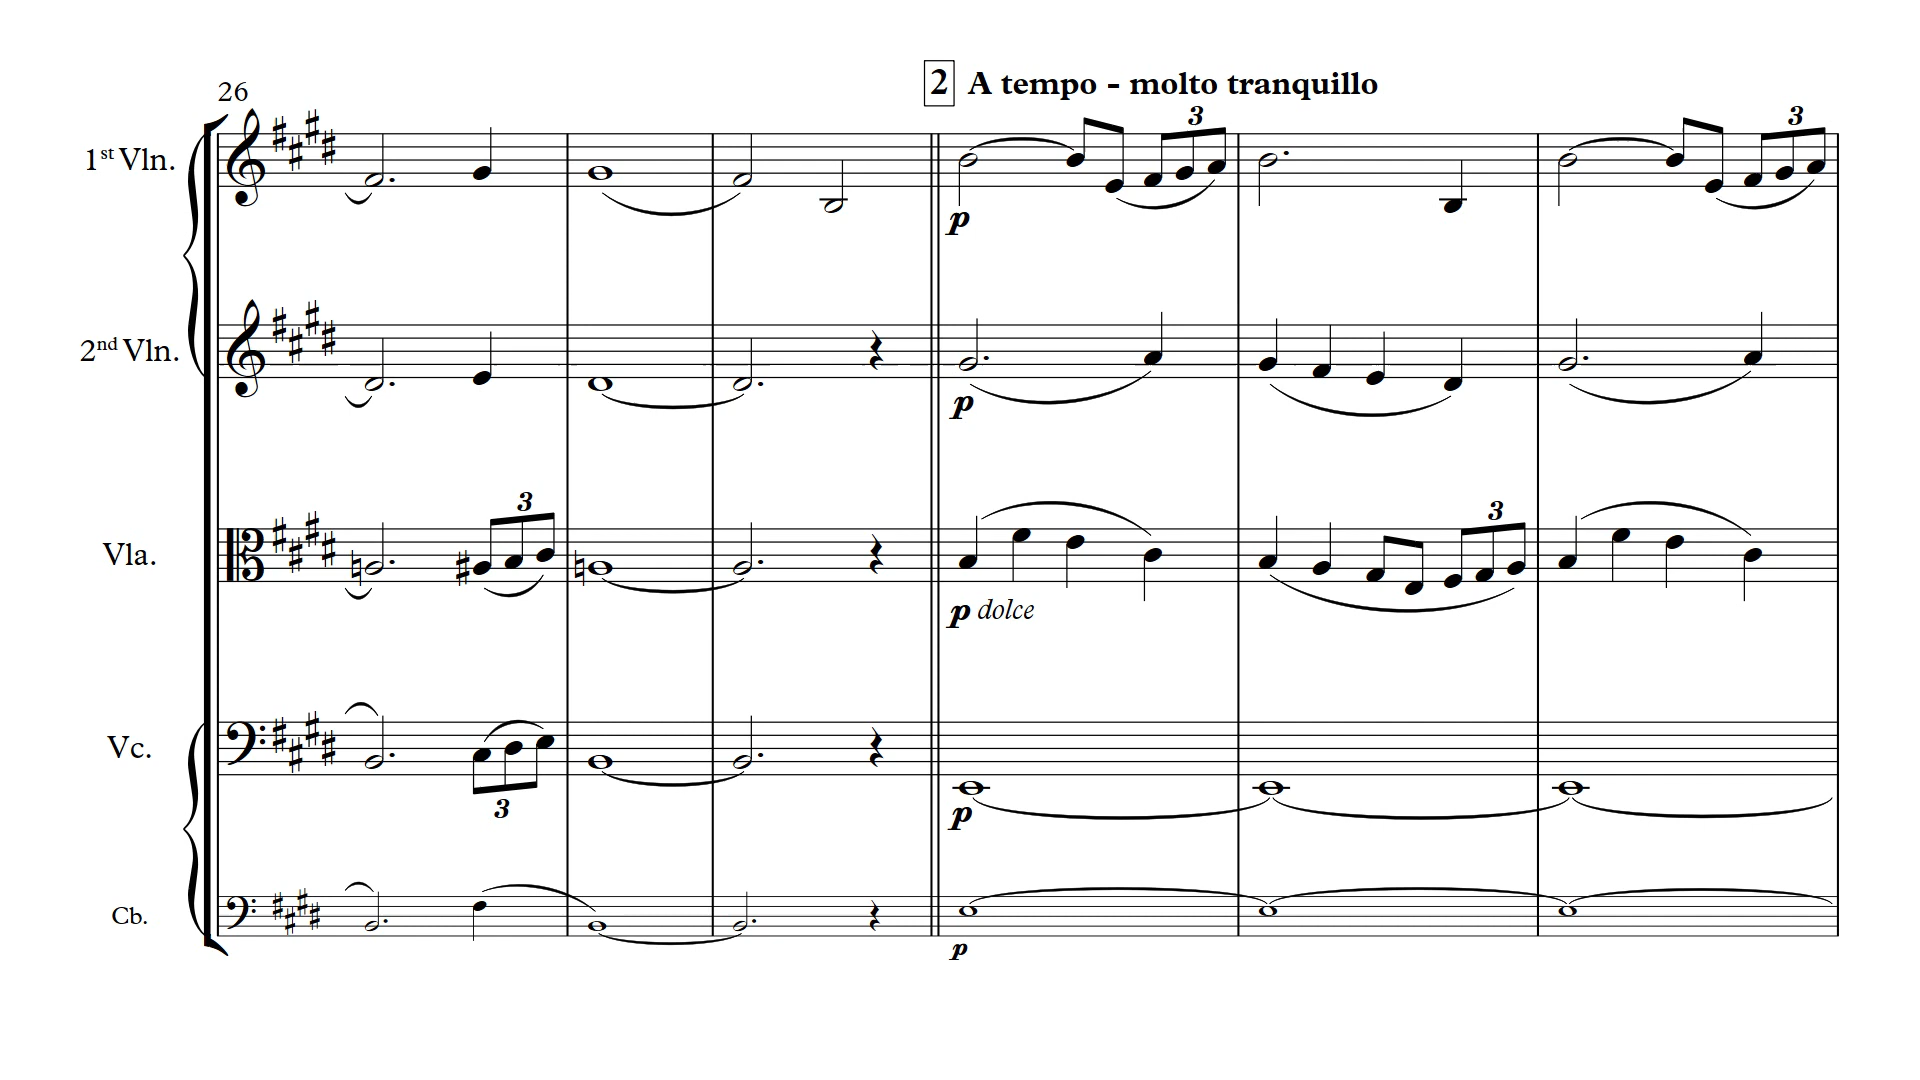 2 A tempo - molto tranquillo
26
3 3
1st Vln.
p
2nd Vln.
p
3 3
Vla.
p dolce
Vc.
3
p
Cb.
p